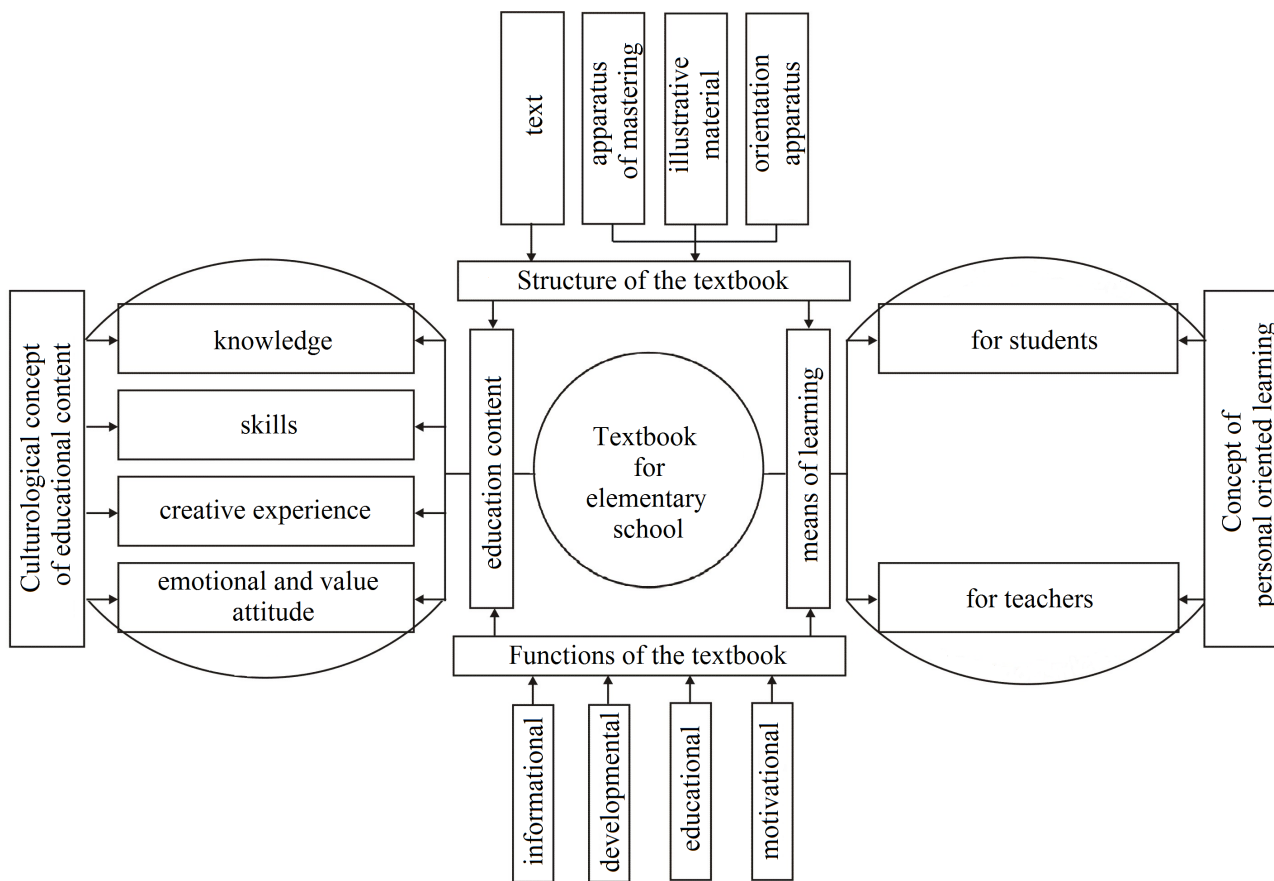 text
apparatus
of mastering
illustrative
material
orientation
apparatus
Structure of the textbook
Culturological concept
of educational content
knowledge
skills
creative experience
emotional and value
attitude
education content
Textbook
for
elementary
school
means of learning
for students
for teachers
Concept of
personal oriented learning
Functions of the textbook
informational
developmental
educational
motivational